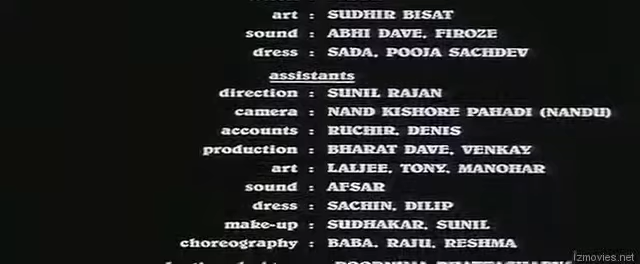 art : SUDHIR BISAT
sound : ABHI DAVE, FIROZE
dress : SADA, POOJA SACHDEV
assistants
direction : SUNIL RAJAN
camera : NAND KISHORE PAHADI (NANDU)
accounts : RUCHIR, DENIS
production : BHARAT DAVE, VENKAY
art : LALJEE, TONY, MANOHAR
sound : AFSAR
dress : SACHIN, DILIP
make-up : SUDHAKAR, SUNIL
choreography : BABA, RAJU, RESHMA
Izmovies.net